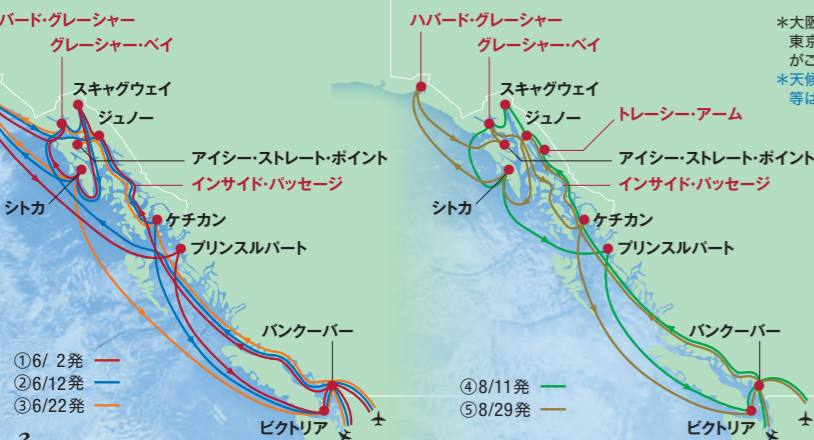 バード・グレーシャー
グレーシャー・ベイ
スキャグウェイ
ジュノー
アイシー・ストレート・ポイント
インサイド・パッセージ
シトカ
ケチカン
プリンスルパート
バンクーバー
ビクトリア
①6/ 2発
②6/12発
③6/22発
ハバード・グレーシャー
グレーシャー・ベイ
スキャグウェイ
ジュノー
トレーシー・アーム
アイシー・ストレート・ポイント
インサイド・パッセージ
シトカ
ケチカン
プリンスルパート
バンクーバー
ビクトリア
④8/11発
⑤8/29発
＊大阪
東京
がご
＊天候
等は